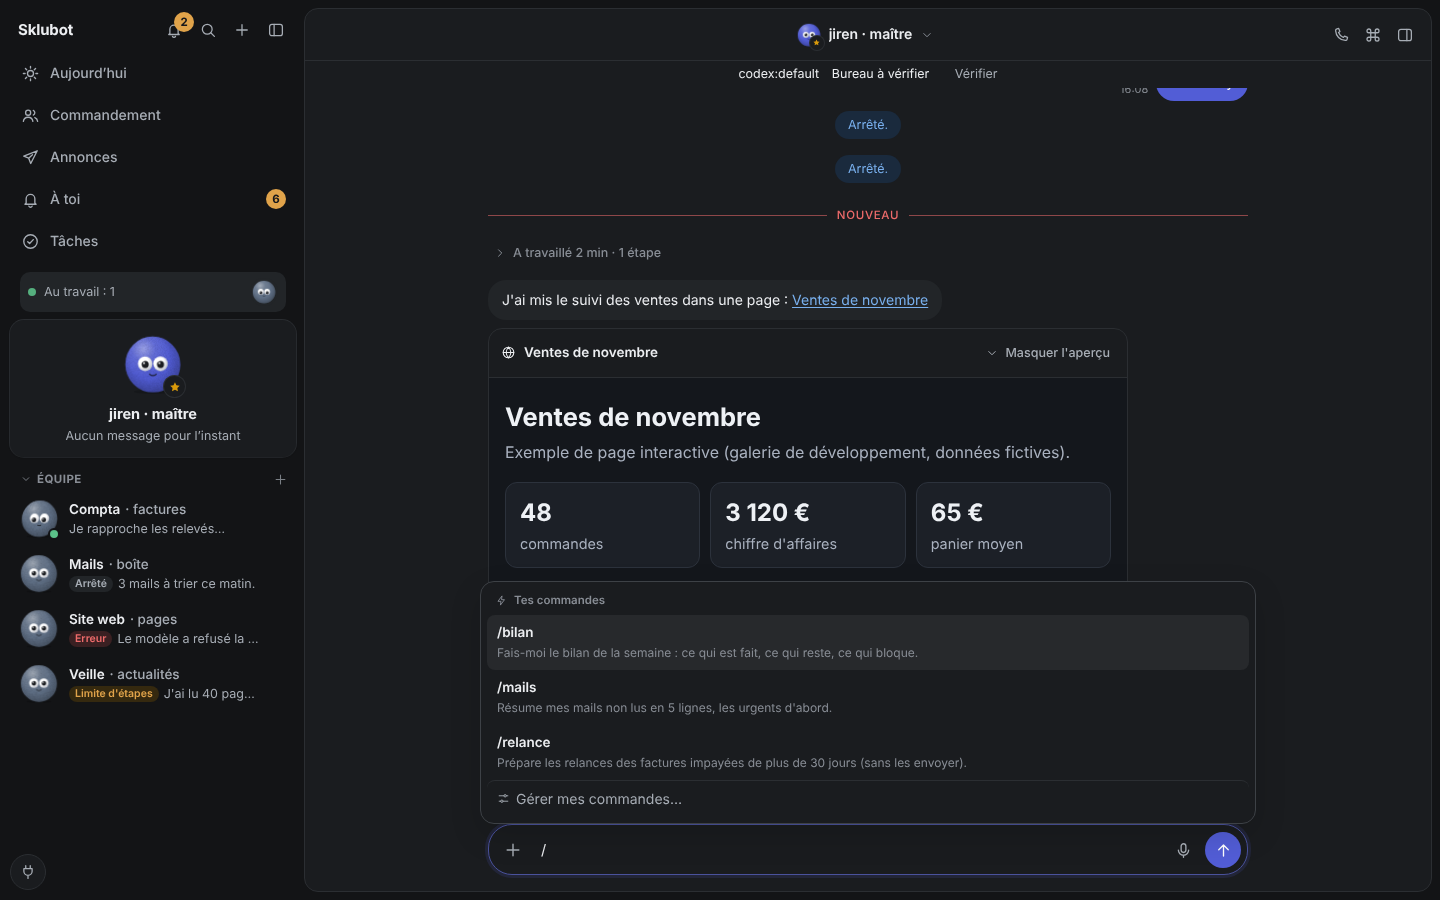 Sklubot
2
Aujourd'hui
Commandement
Annonces
À toi
6
Tâches
Au travail : 1
jiren · maître
Aucun message pour l'instant
ÉQUIPE
Compta · factures
Je rapproche les relevés...
Mails · boîte
Arrêté 3 mails à trier ce matin.
Site web · pages
Erreur Le modèle a refusé la ...
Veille · actualités
Limite d'étapes J'ai lu 40 pag...
jiren · maître
codex:default Bureau à vérifier Vérifier
16:08
Arrêté.
Arrêté.
NOUVEAU
A travaillé 2 min · 1 étape
J'ai mis le suivi des ventes dans une page : Ventes de novembre
Ventes de novembre
Masquer l'aperçu
Ventes de novembre
Exemple de page interactive (galerie de développement, données fictives).
48
commandes
3 120 €
chiffre d'affaires
65 €
panier moyen
Tes commandes
/bilan
Fais-moi le bilan de la semaine : ce qui est fait, ce qui reste, ce qui bloque.
/mails
Résume mes mails non lus en 5 lignes, les urgents d'abord.
/relance
Prépare les relances des factures impayées de plus de 30 jours (sans les envoyer).
Gérer mes commandes...
/